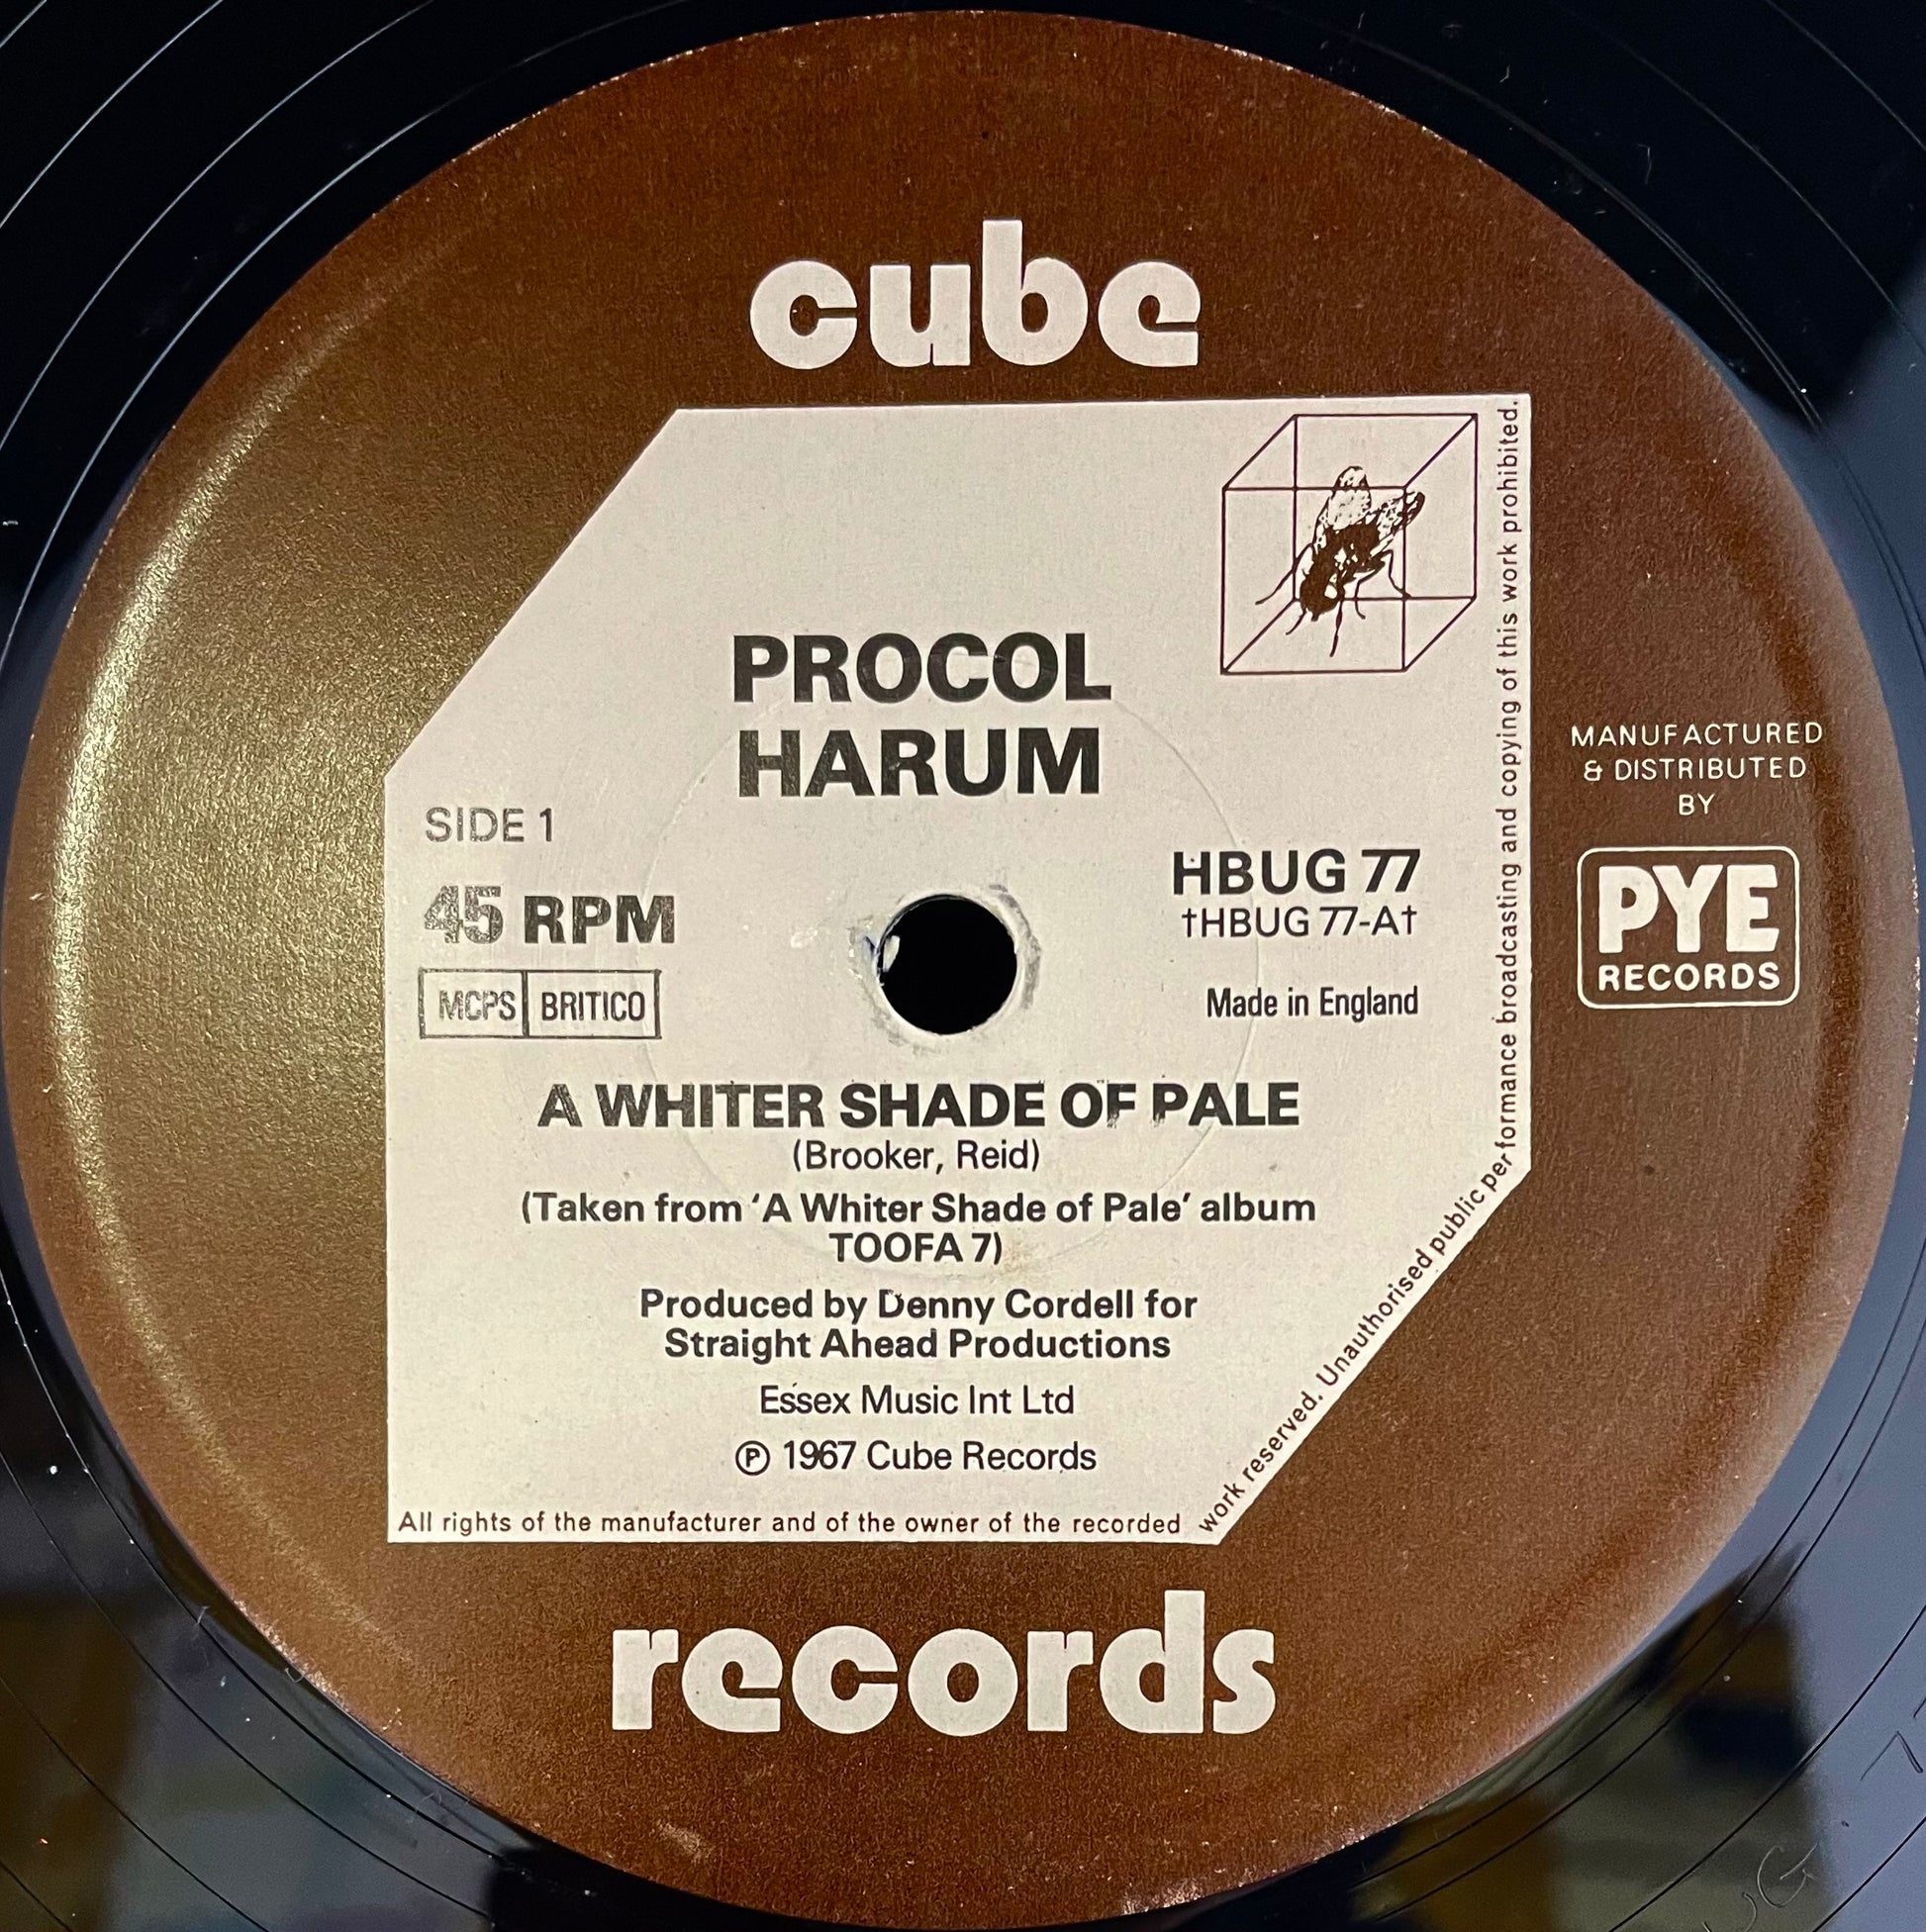 cube
PROCOL
HARUM
SIDE 1
45 RPM
MCPS BRITICO
HBUG 77
†HBUG 77-A†
Made in England
A WHITER SHADE OF PALE
(Brooker, Reid)
(Taken from ‘A Whiter Shade of Pale’ album
TOOFA 7)
Produced by Denny Cordell for
Straight Ahead Productions
Essex Music Int Ltd
Ⓟ 1967 Cube Records
All rights of the manufacturer and of the owner of the recorded work reserved. Unauthorised public performance broadcasting and copying of this work prohibited.
MANUFACTURED
& DISTRIBUTED
BY
PYE
RECORDS
records